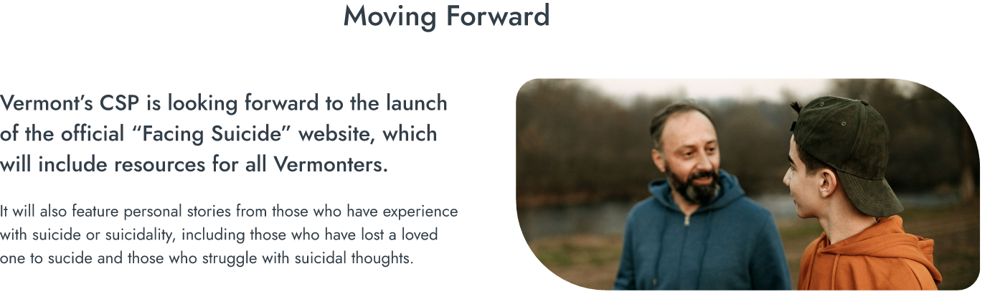 Moving Forward
Vermont’s CSP is looking forward to the launch
of the official “Facing Suicide” website, which
will include resources for all Vermonters.
It will also feature personal stories from those who have experience
with suicide or suicidality, including those who have lost a loved
one to sucide and those who struggle with suicidal thoughts.